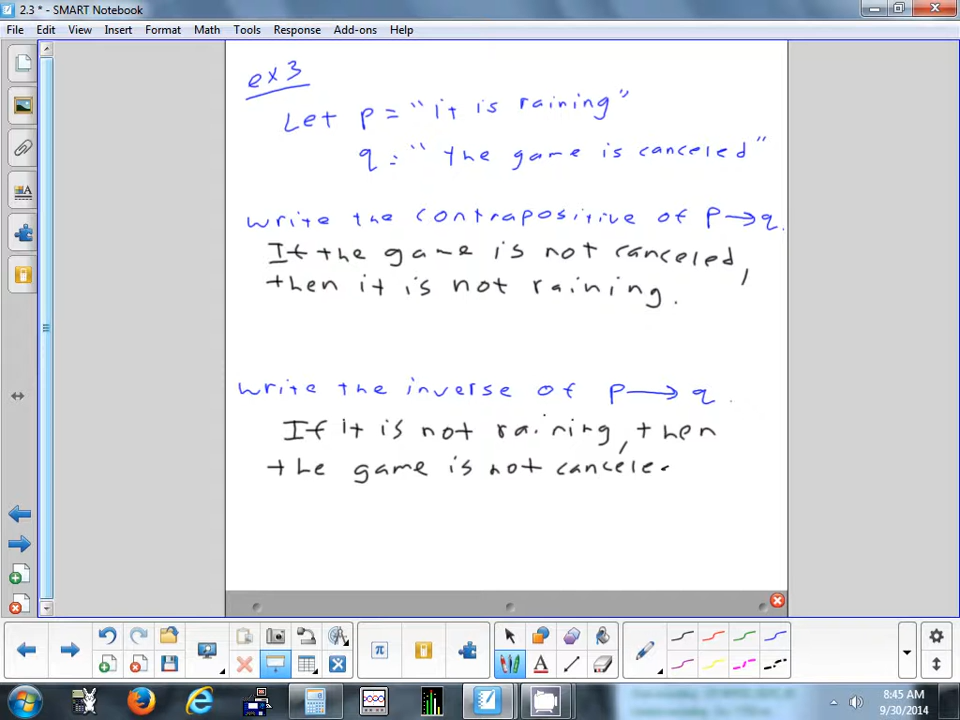 2.3 * - SMART Notebook
File Edit View Insert Format Math Tools Response Add-ons Help
ex 3
Let p = "it is raining"
q = "the game is canceled"
Write the contrapositive of p→q.
If the game is not canceled,
then it is not raining.
Write the inverse of p→q.
If it is not raining, then
the game is not cancele
8:45 AM
9/30/2014